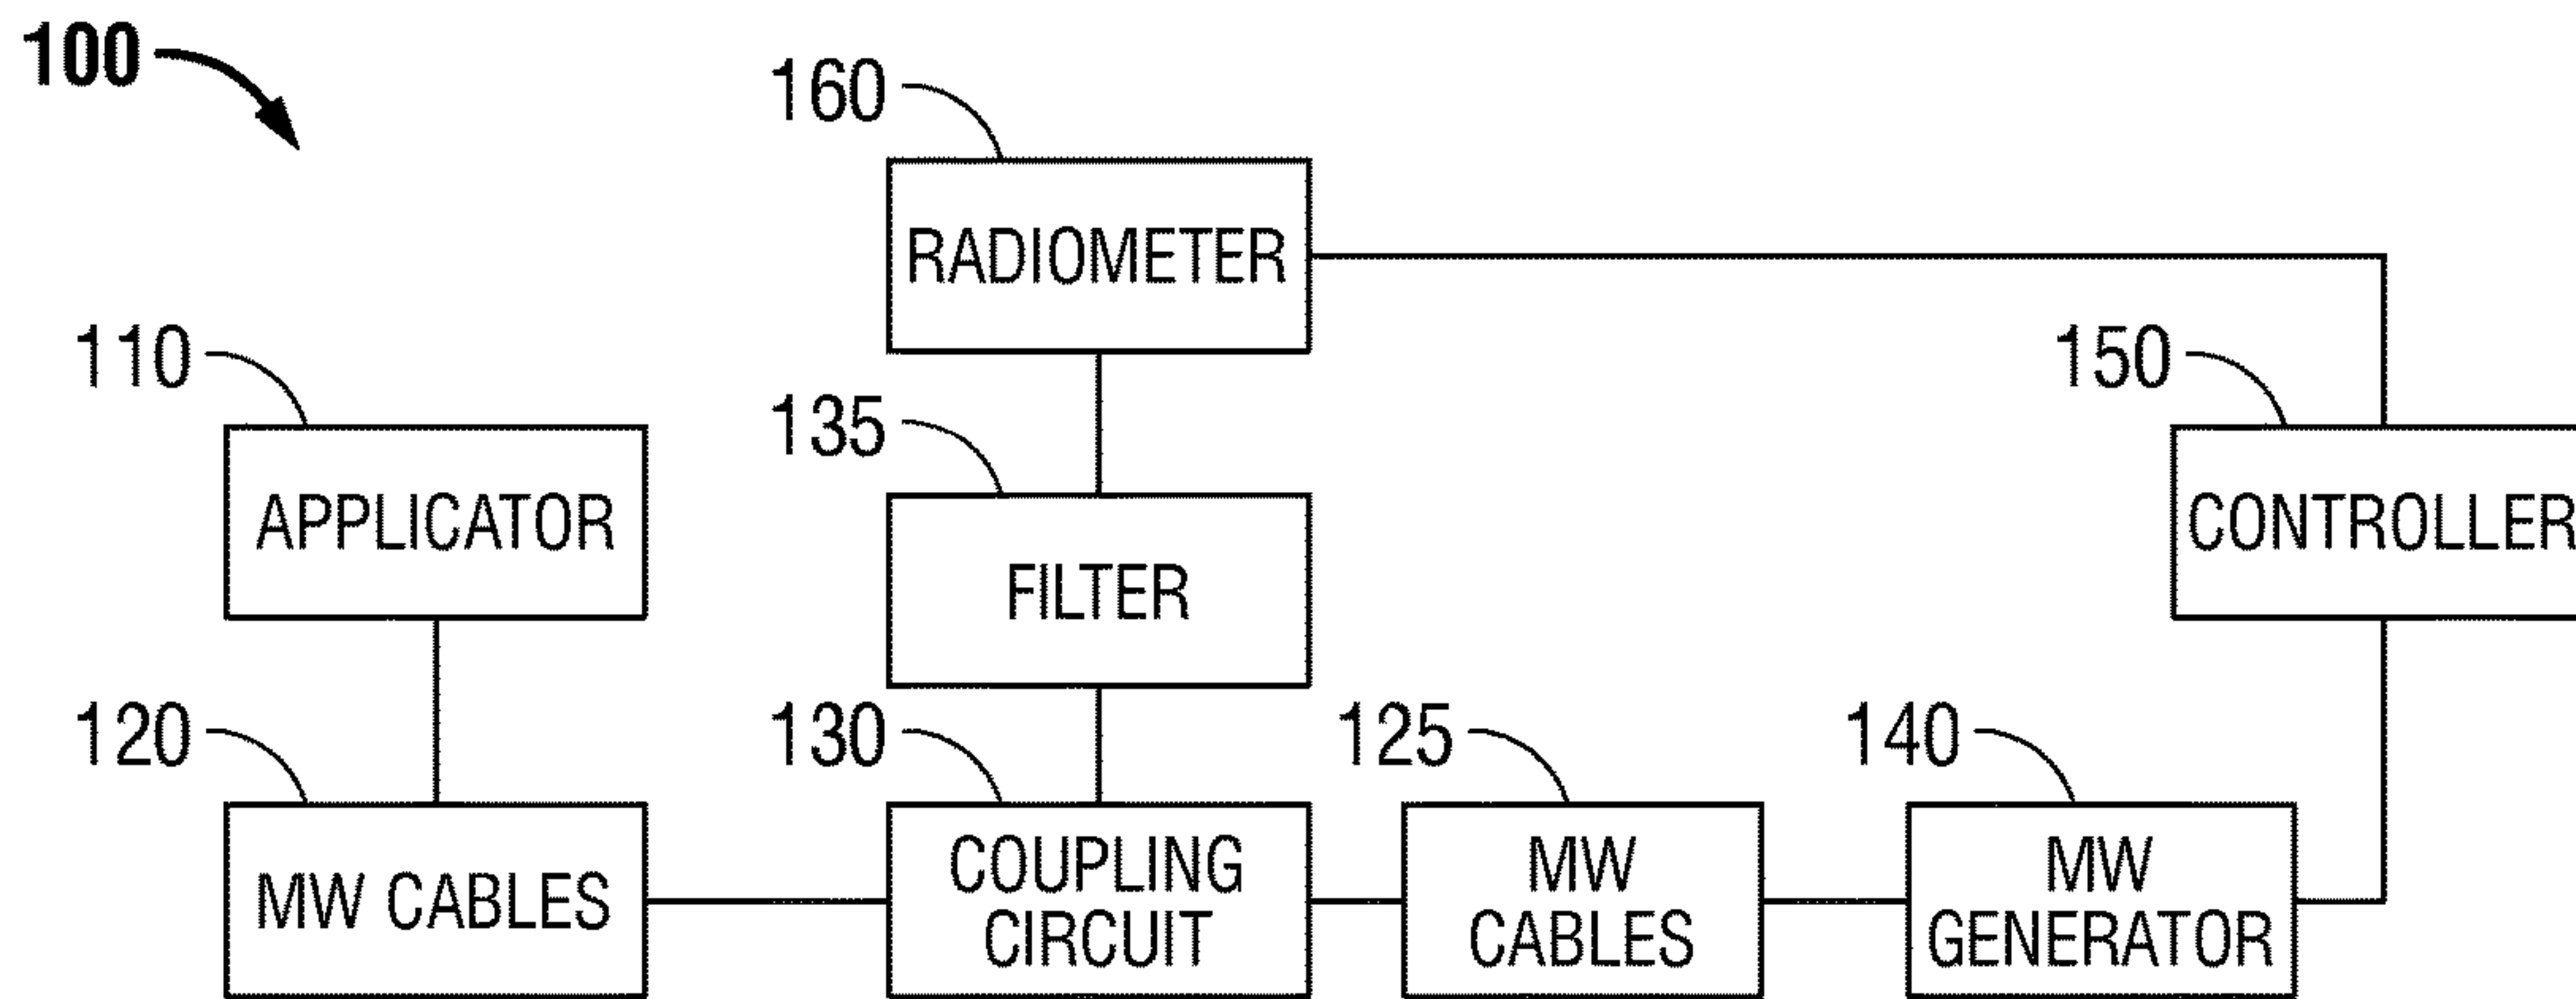 100
160
RADIOMETER
110
150
135
APPLICATOR
CONTROLLER
FILTER
120
130
125
140
MW CABLES
COUPLING
CIRCUIT
MW
CABLES
MW
GENERATOR